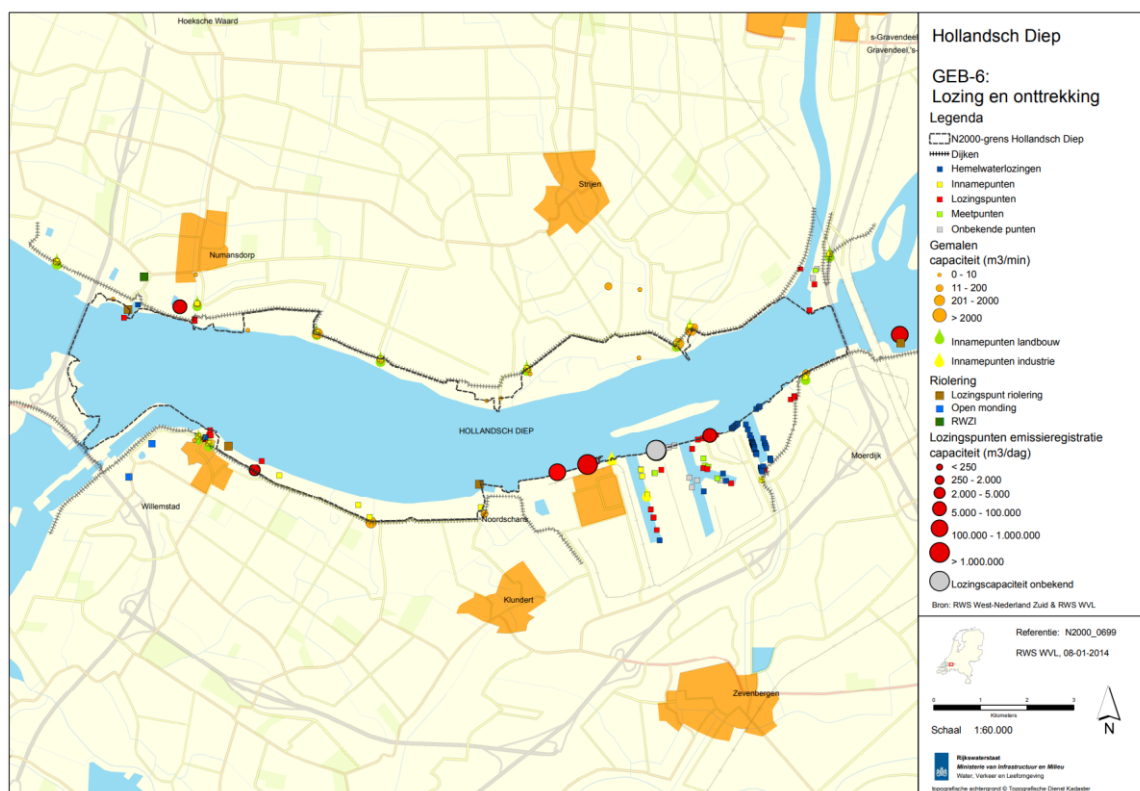 Hoeksche Waard
s-Gravendeel
Gravendeel,'s-
Strijen
Numansdorp
HOLLANDSCH DIEP
Moerdijk
Willemstad
Noordschans
Klundert
Zevenbergen
Hollandsch Diep
GEB-6:
Lozing en onttrekking
Legenda
N2000-grens Hollandsch Diep
Dijken
Hemelwaterlozingen
Innamepunten
Lozingspunten
Meetpunten
Onbekende punten
Gemalen
capaciteit (m3/min)
0 - 10
11 - 200
201 - 2000
> 2000
Innamepunten landbouw
Innamepunten industrie
Riolering
Lozingspunt riolering
Open monding
RWZI
Lozingspunten emissieregistratie
capaciteit (m3/dag)
< 250
250 - 2.000
2.000 - 5.000
5.000 - 100.000
100.000 - 1.000.000
> 1.000.000
Lozingscapaciteit onbekend
Bron: RWS West-Nederland Zuid & RWS WVL
Referentie: N2000_0699
RWS WVL, 08-01-2014
0 1 2 3
Kilometers
Schaal 1:60.000
N
Rijkswaterstaat
Ministerie van Infrastructuur en Milieu
Water, Verkeer en Leefomgeving
topografische achtergrond © Topografische Dienst Kadaster